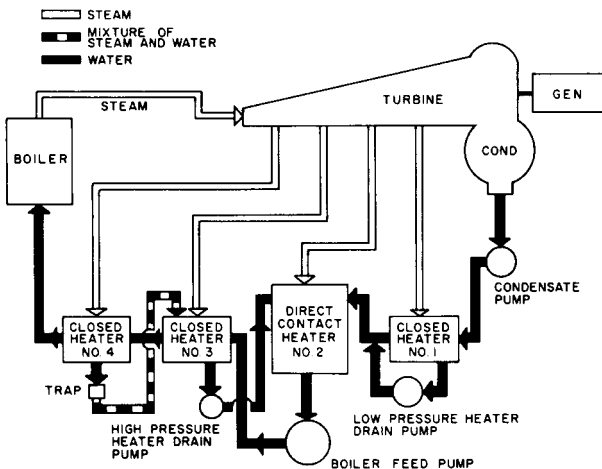 STEAM
MIXTURE OF
STEAM AND WATER
WATER
STEAM
TURBINE
GEN
BOILER
COND
CONDENSATE
PUMP
CLOSED
HEATER
NO. 4
CLOSED
HEATER
NO. 3
DIRECT
CONTACT
HEATER
NO. 2
CLOSED
HEATER
NO. 1
TRAP
HIGH PRESSURE
HEATER DRAIN
PUMP
LOW PRESSURE HEATER
DRAIN PUMP
BOILER FEED PUMP